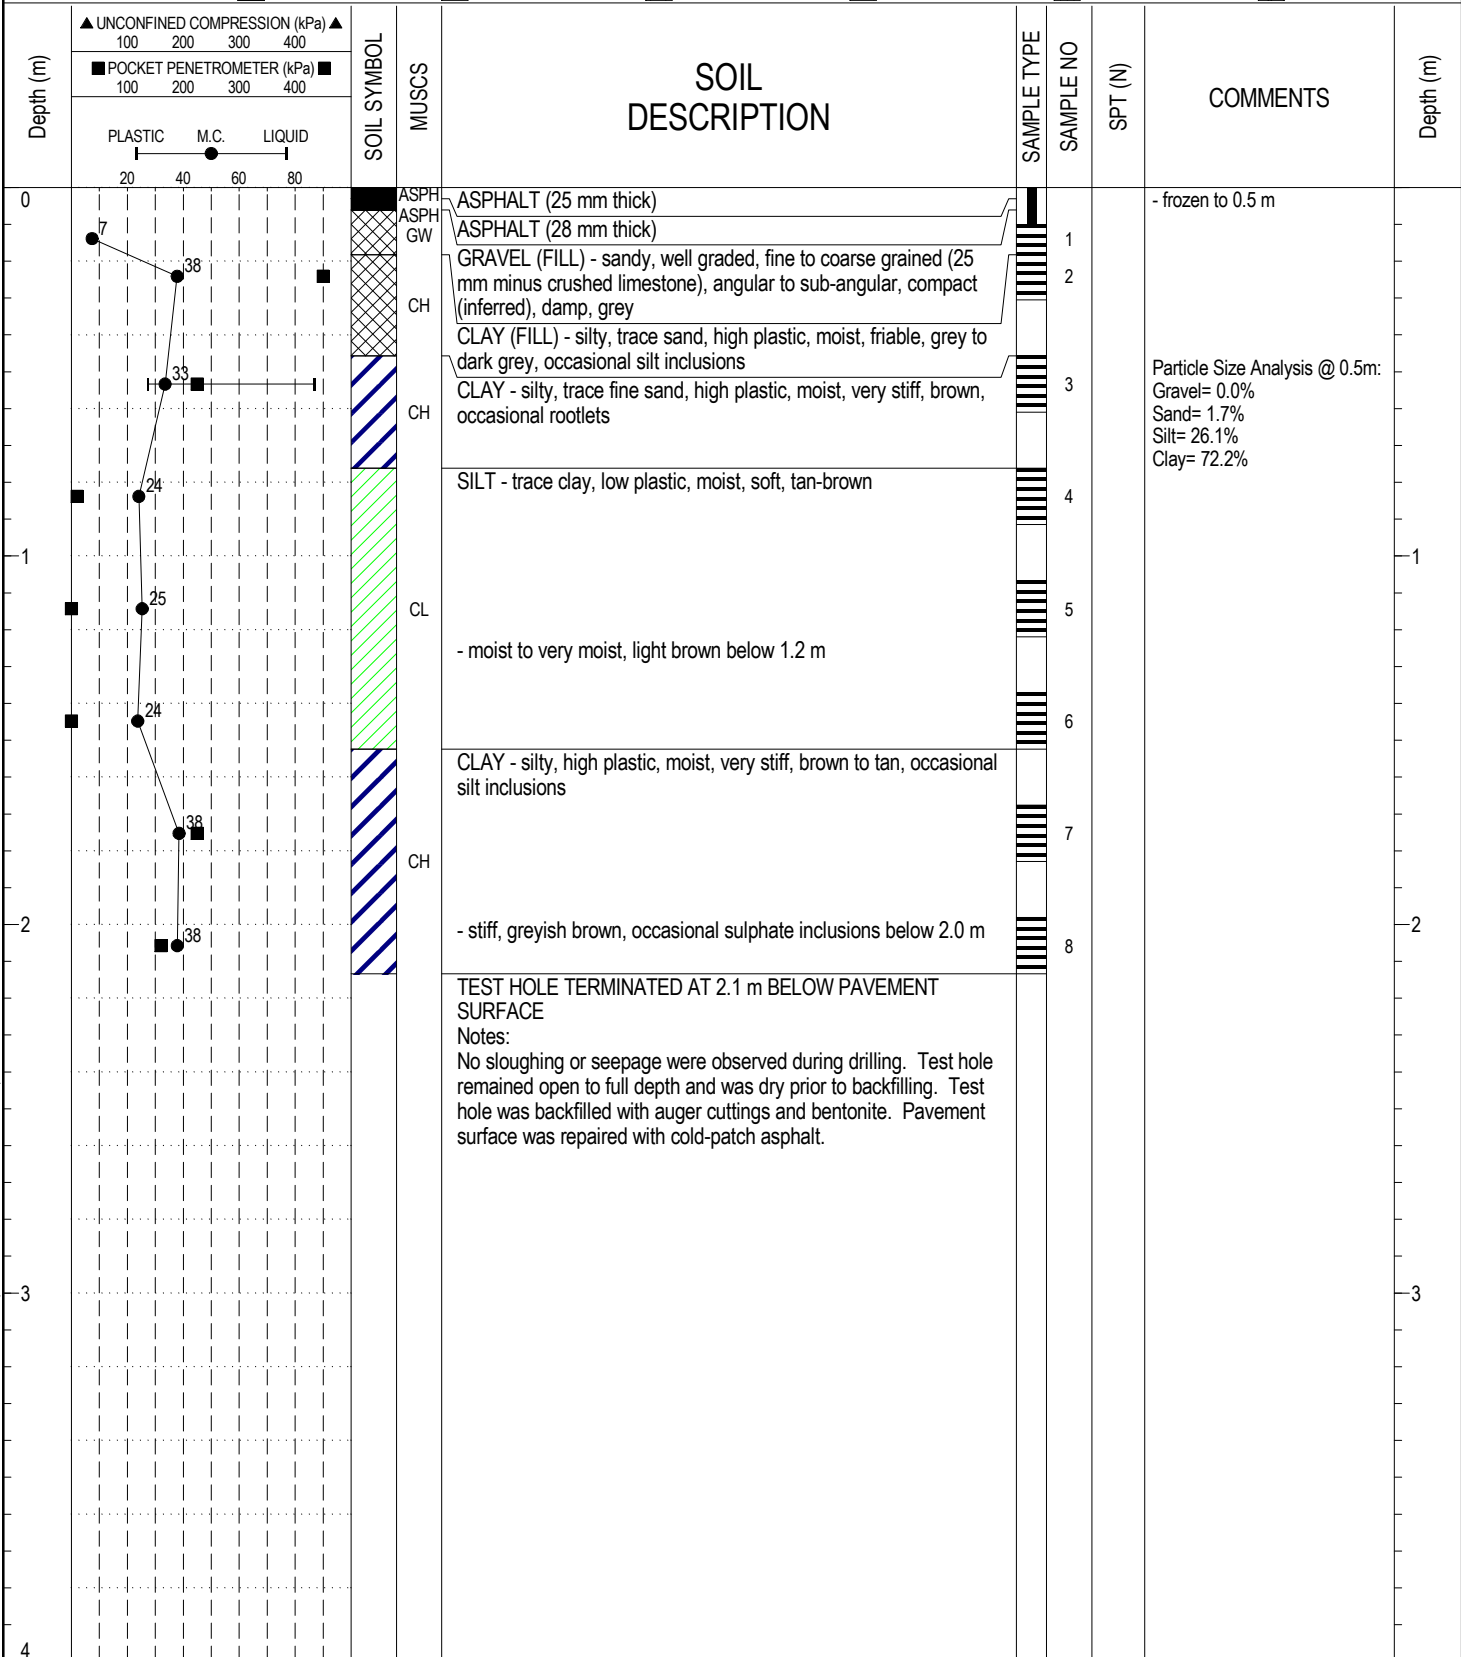 ▲ UNCONFINED COMPRESSION (kPa) ▲
100 200 300 400
■ POCKET PENETROMETER (kPa) ■
100 200 300 400
PLASTIC M.C. LIQUID
20 40 60 80
Depth (m)
SOIL SYMBOL
MUSCS
SOIL
DESCRIPTION
SAMPLE TYPE
SAMPLE NO
SPT (N)
COMMENTS
Depth (m)
0
ASPH
ASPHALT (25 mm thick)
- frozen to 0.5 m
ASPH
ASPHALT (28 mm thick)
7
GW
1
GRAVEL (FILL) - sandy, well graded, fine to coarse grained (25
mm minus crushed limestone), angular to sub-angular, compact
(inferred), damp, grey
38
2
CH
CLAY (FILL) - silty, trace sand, high plastic, moist, friable, grey to
dark grey, occasional silt inclusions
33
CH
CLAY - silty, trace fine sand, high plastic, moist, very stiff, brown,
occasional rootlets
3
Particle Size Analysis @ 0.5m:
Gravel= 0.0%
Sand= 1.7%
Silt= 26.1%
Clay= 72.2%
24
SILT - trace clay, low plastic, moist, soft, tan-brown
4
1
1
25
CL
5
- moist to very moist, light brown below 1.2 m
24
6
CLAY - silty, high plastic, moist, very stiff, brown to tan, occasional
silt inclusions
38
7
CH
2
38
- stiff, greyish brown, occasional sulphate inclusions below 2.0 m
8
2
TEST HOLE TERMINATED AT 2.1 m BELOW PAVEMENT
SURFACE
Notes:
No sloughing or seepage were observed during drilling. Test hole
remained open to full depth and was dry prior to backfilling. Test
hole was backfilled with auger cuttings and bentonite. Pavement
surface was repaired with cold-patch asphalt.
3
3
4